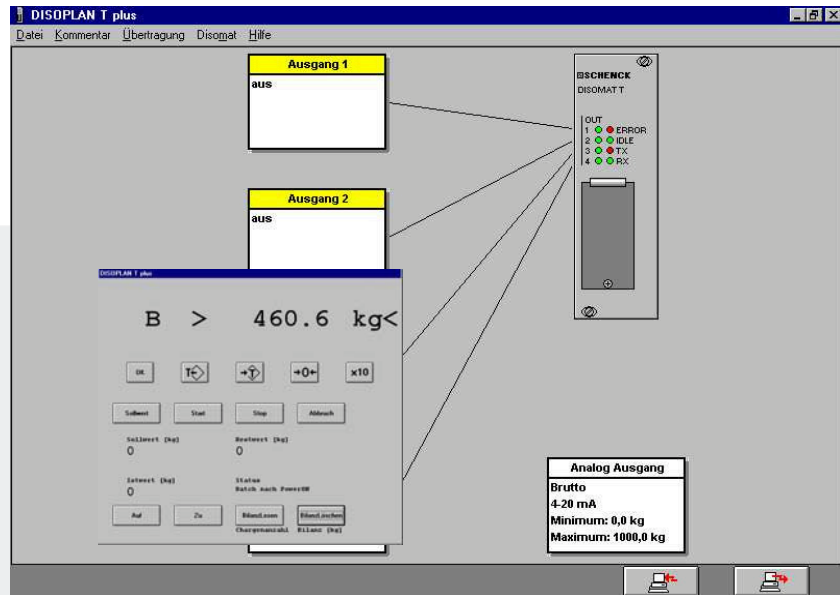 DISOPLAN T plus
Datei Kommentar Übertragung Disomat Hilfe
Ausgang 1
aus
Ausgang 2
aus
SCHENCK
DISOMAT T
OUT
1 ERROR
2 IDLE
3 TX
4 RX
DISOPLAN T plus
B > 460.6 kg<
OK T →T← →0← x10
Sollwert Start Stop Abbruch
Sollwert [kg] Restwert [kg]
0 0
Istwert [kg] Status
0 Batch nach PowerON
Auf Zu BilanzLesen BilanzLöschen
Chargenanzahl Bilanz [kg]
Analog Ausgang
Brutto
4-20 mA
Minimum: 0,0 kg
Maximum: 1000,0 kg